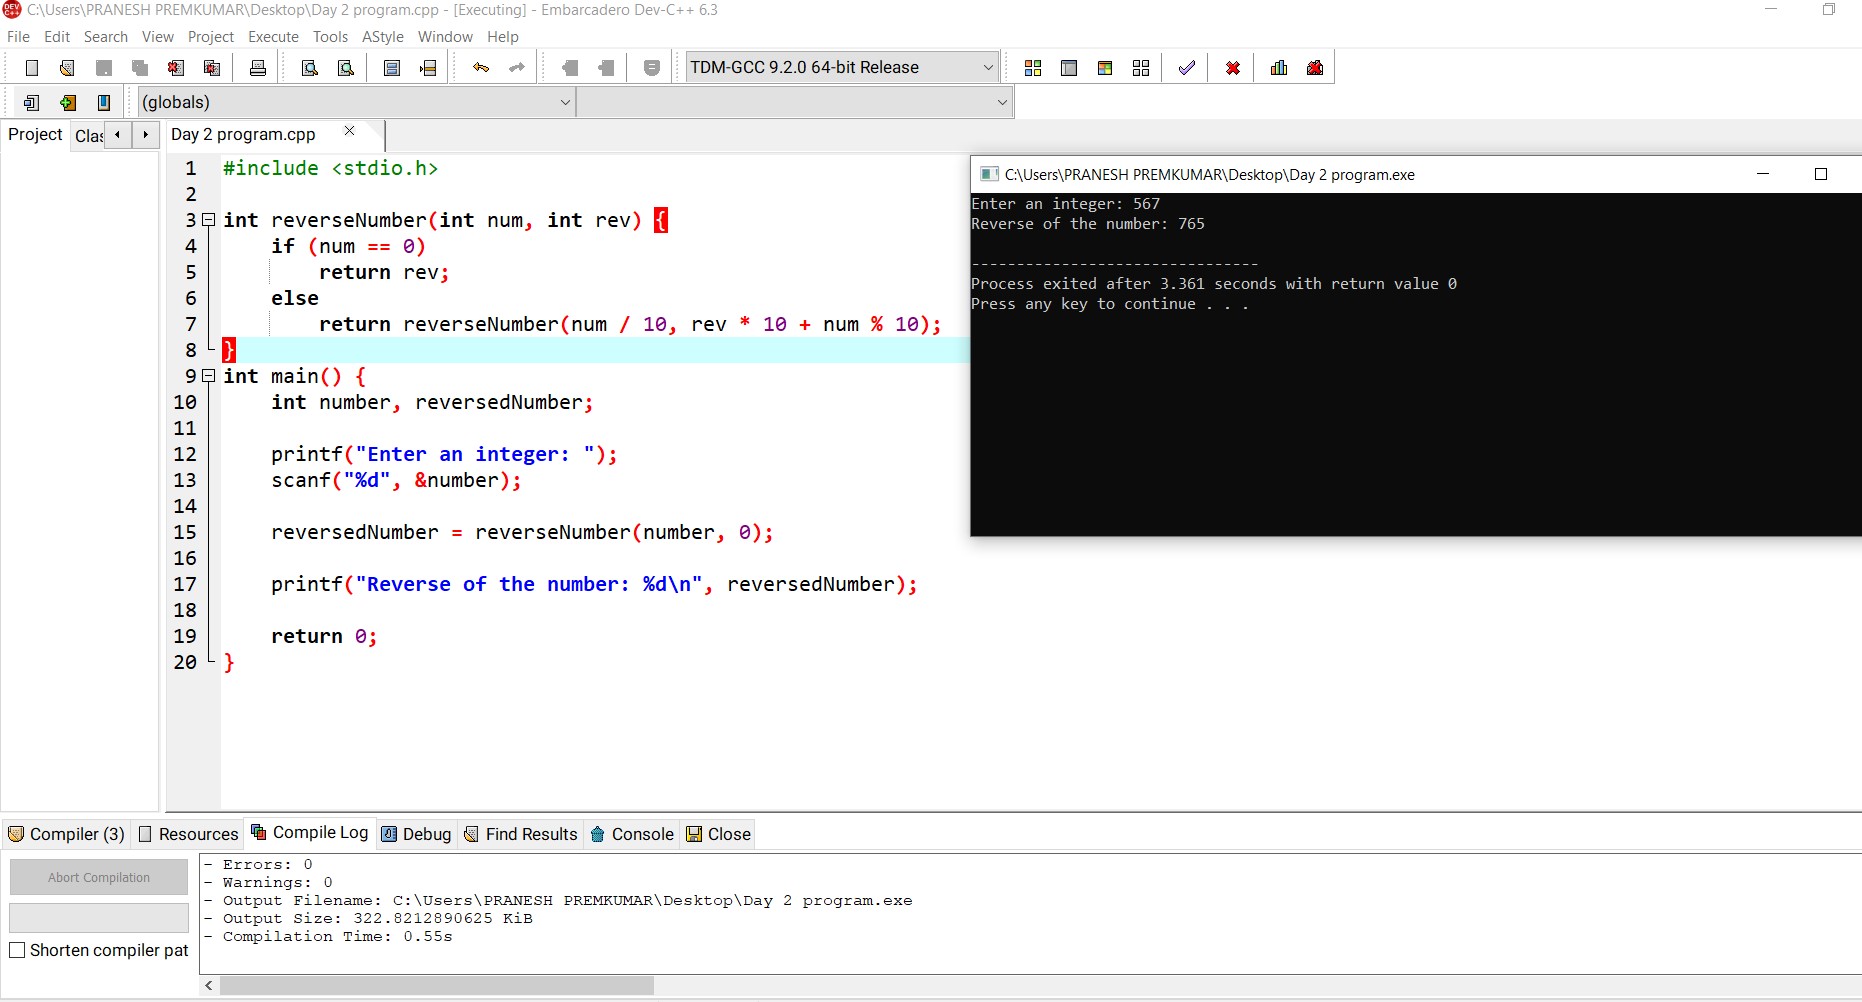 C:\Users\PRANESH PREMKUMAR\Desktop\Day 2 program.cpp - [Executing] - Embarcadero Dev-C++ 6.3
File Edit Search View Project Execute Tools AStyle Window Help
TDM-GCC 9.2.0 64-bit Release
(globals)
Project Clas Day 2 program.cpp
1 #include <stdio.h>
2
3 int reverseNumber(int num, int rev) {
4 if (num == 0)
5 return rev;
6 else
7 return reverseNumber(num / 10, rev * 10 + num % 10);
8 }
9 int main() {
10 int number, reversedNumber;
11
12 printf("Enter an integer: ");
13 scanf("%d", &number);
14
15 reversedNumber = reverseNumber(number, 0);
16
17 printf("Reverse of the number: %d\n", reversedNumber);
18
19 return 0;
20 }
C:\Users\PRANESH PREMKUMAR\Desktop\Day 2 program.exe
Enter an integer: 567
Reverse of the number: 765
--------------------------------
Process exited after 3.361 seconds with return value 0
Press any key to continue . . .
Compiler (3) Resources Compile Log Debug Find Results Console Close
Abort Compilation
Shorten compiler pat
- Errors: 0
- Warnings: 0
- Output Filename: C:\Users\PRANESH PREMKUMAR\Desktop\Day 2 program.exe
- Output Size: 322.8212890625 KiB
- Compilation Time: 0.55s